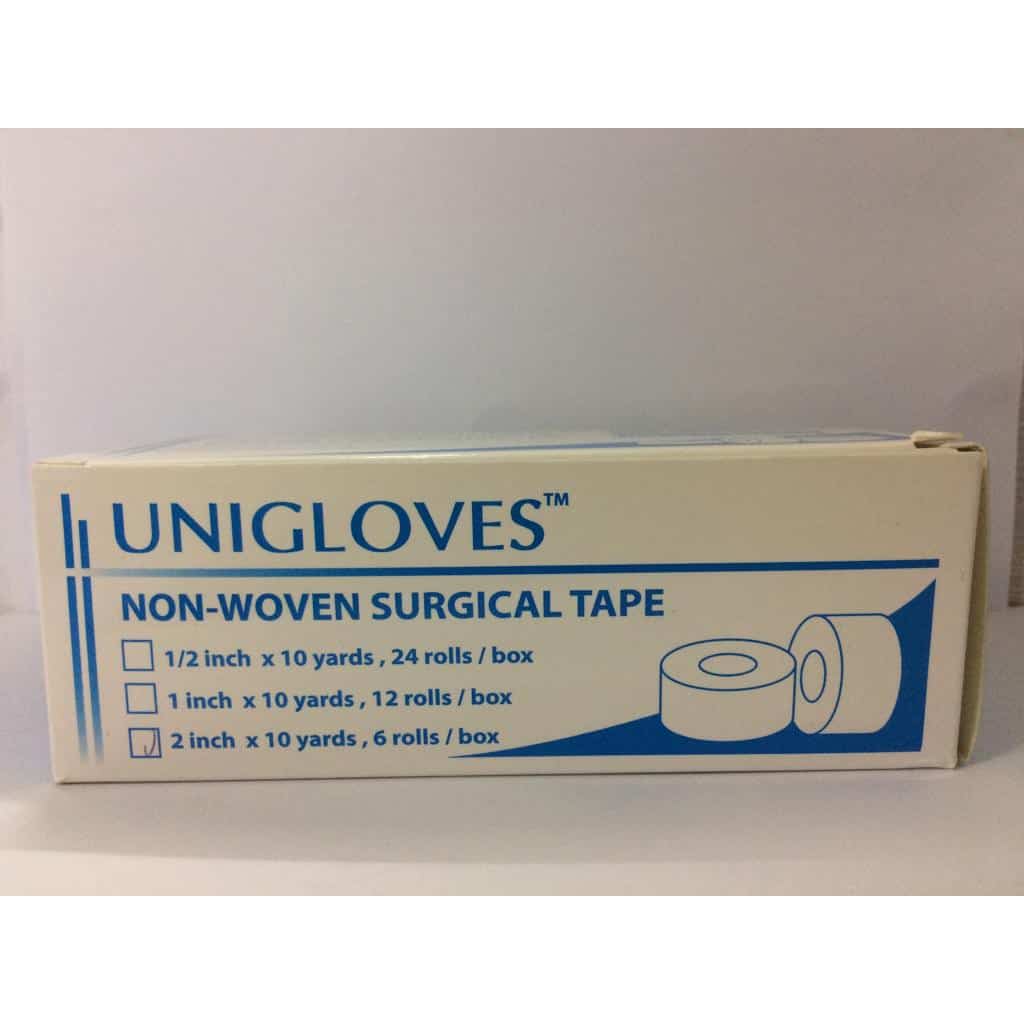 UNIGLOVES™
NON-WOVEN SURGICAL TAPE
1/2 inch x 10 yards , 24 rolls / box
1 inch x 10 yards , 12 rolls / box
2 inch x 10 yards , 6 rolls / box